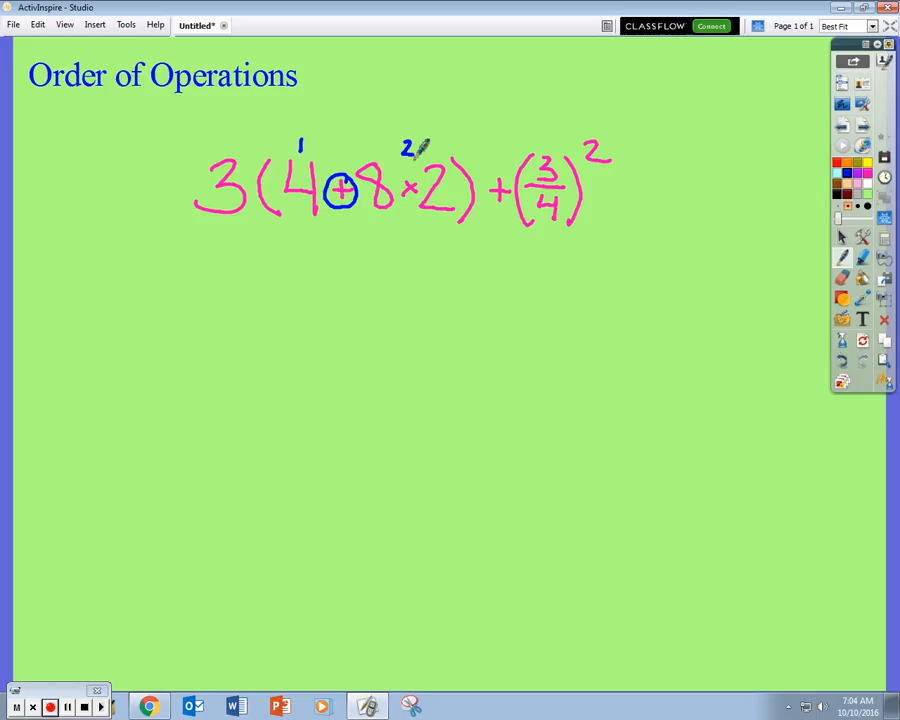 ActivInspire - Studio
File Edit View Insert Tools Help Untitled* CLASSFLOW Connect Page 1 of 1 Best Fit
Order of Operations
1 2
3(4+8×2)+(3/4)²
T
M
7:04 AM
10/10/2016